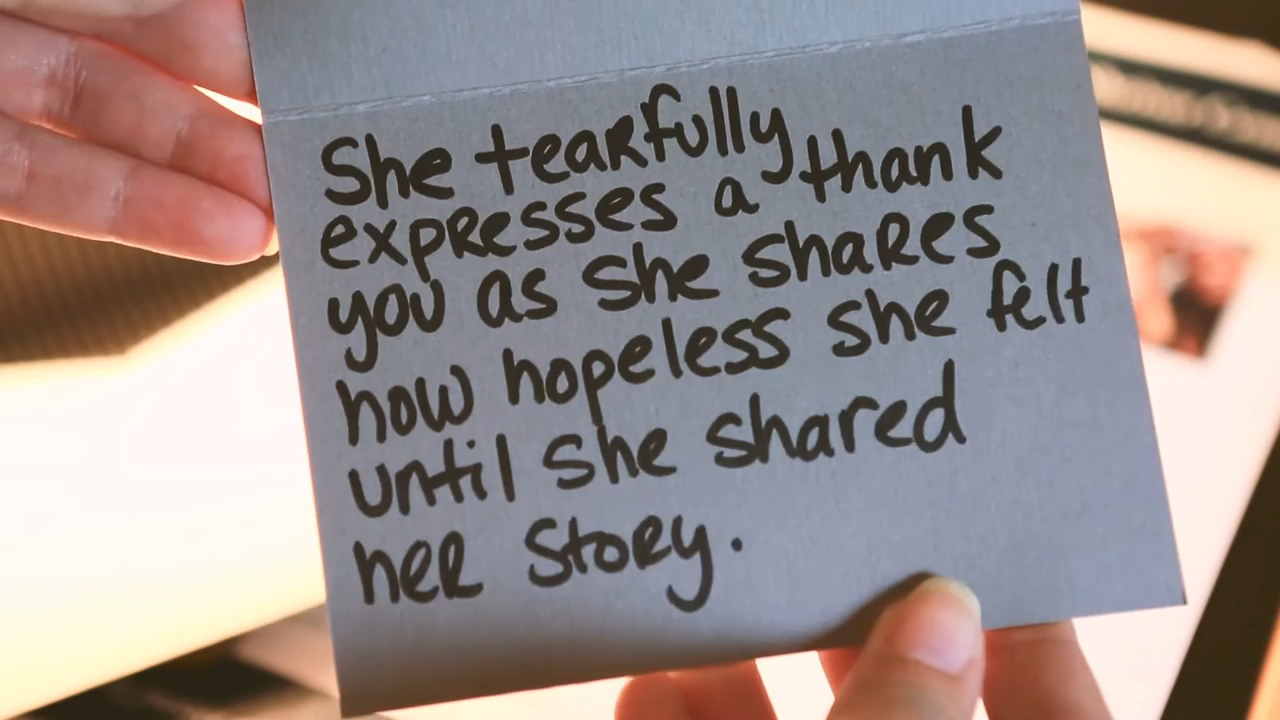 She tearfully thank
expresses a
you as she shares
how hopeless she felt
until she shared
her story.